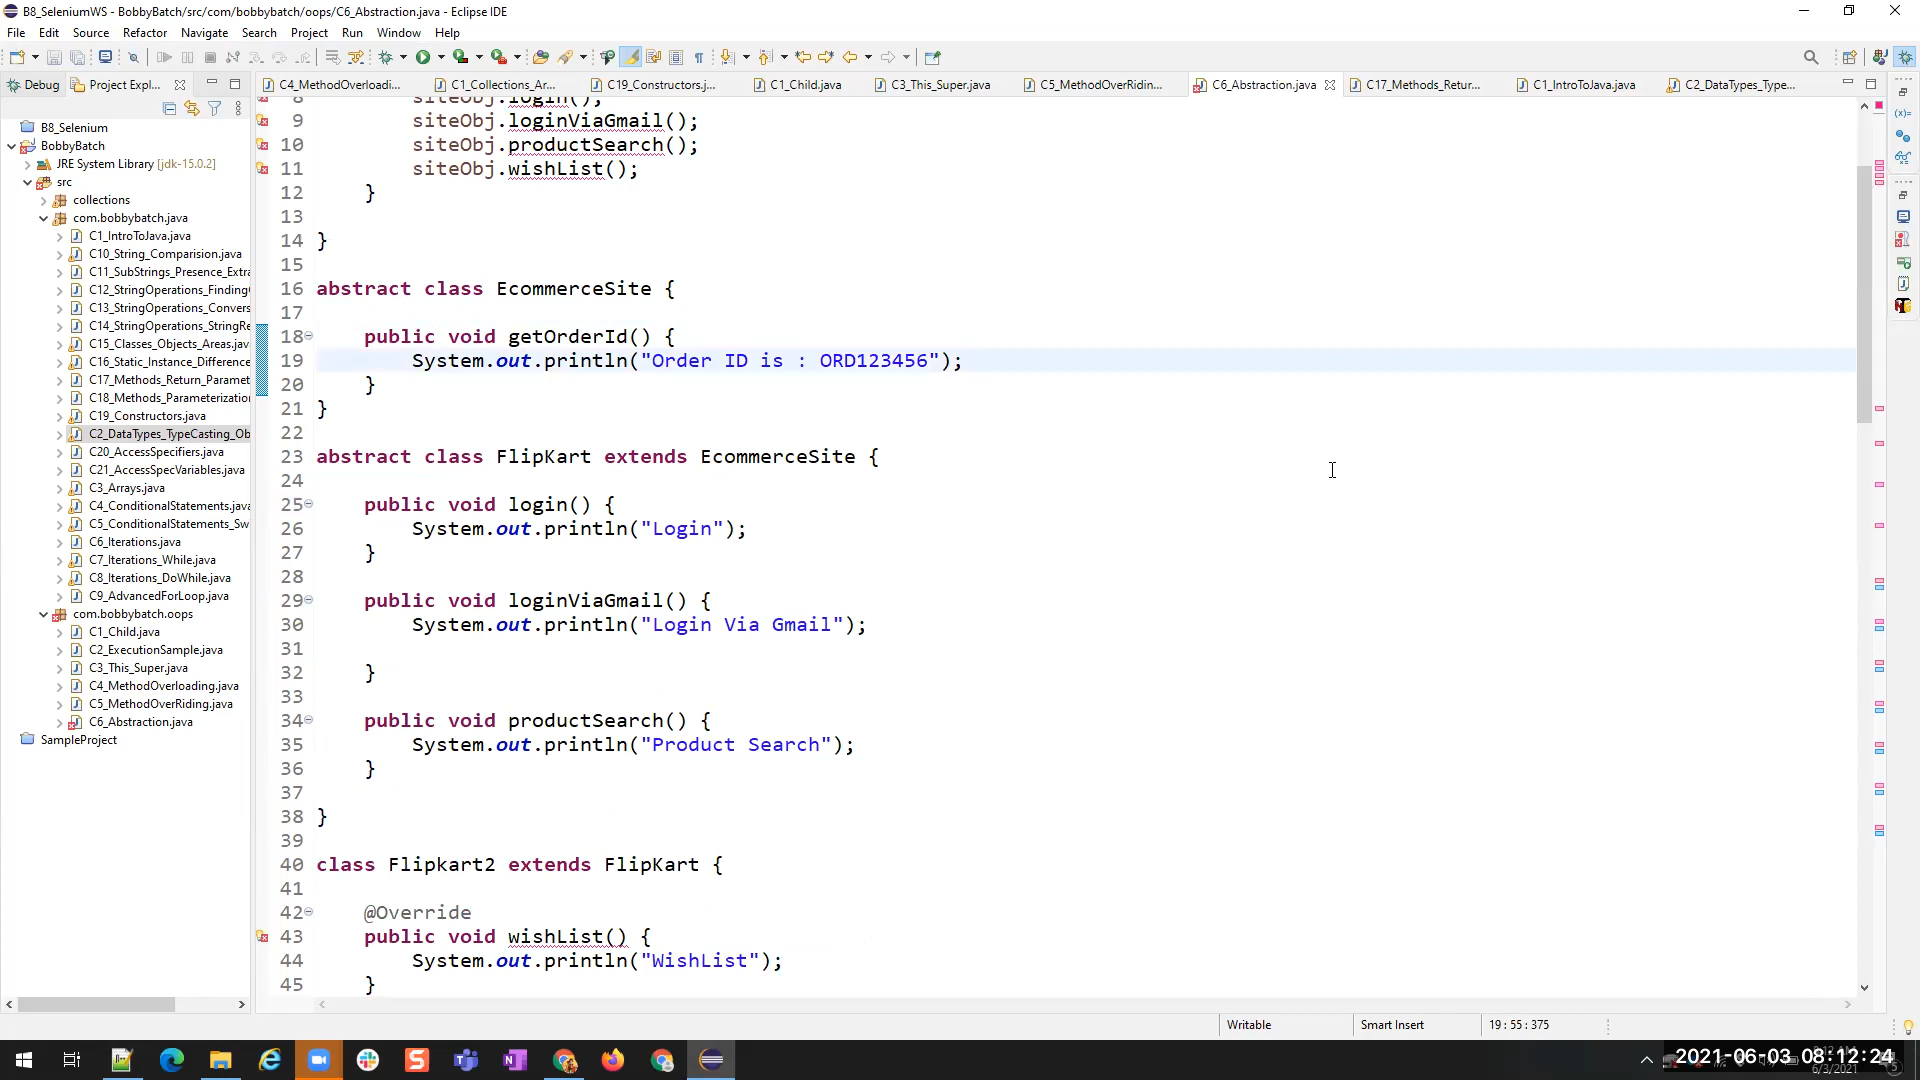 B8_SeleniumWS - BobbyBatch/src/com/bobbybatch/oops/C6_Abstraction.java - Eclipse IDE
File Edit Source Refactor Navigate Search Project Run Window Help
Debug Project Expl...
C4_MethodOverloadi... C1_Collections_Ar... C19_Constructors.j... C1_Child.java C3_This_Super.java C5_MethodOverRidin... C6_Abstraction.java C17_Methods_Retur... C1_IntroToJava.java C2_DataTypes_Type...
B8_Selenium
BobbyBatch
JRE System Library [jdk-15.0.2]
src
collections
com.bobbybatch.java
C1_IntroToJava.java
C10_String_Comparision.java
C11_SubStrings_Presence_Extra
C12_StringOperations_Finding
C13_StringOperations_Convers
C14_StringOperations_StringRe
C15_Classes_Objects_Areas.java
C16_Static_Instance_Difference
C17_Methods_Return_Paramet
C18_Methods_Parameterizatio
C19_Constructors.java
C2_DataTypes_TypeCasting_Ob
C20_AccessSpecifiers.java
C21_AccessSpecVariables.java
C3_Arrays.java
C4_ConditionalStatements.java
C5_ConditionalStatements_Sw
C6_Iterations.java
C7_Iterations_While.java
C8_Iterations_DoWhile.java
C9_AdvancedForLoop.java
com.bobbybatch.oops
C1_Child.java
C2_ExecutionSample.java
C3_This_Super.java
C4_MethodOverloading.java
C5_MethodOverRiding.java
C6_Abstraction.java
SampleProject
8 siteObj.login();
9 siteObj.loginViaGmail();
10 siteObj.productSearch();
11 siteObj.wishList();
12 }
13
14 }
15
16 abstract class EcommerceSite {
17
18 public void getOrderId() {
19 System.out.println("Order ID is : ORD123456");
20 }
21 }
22
23 abstract class FlipKart extends EcommerceSite {
24
25 public void login() {
26 System.out.println("Login");
27 }
28
29 public void loginViaGmail() {
30 System.out.println("Login Via Gmail");
31
32 }
33
34 public void productSearch() {
35 System.out.println("Product Search");
36 }
37
38 }
39
40 class Flipkart2 extends FlipKart {
41
42 @Override
43 public void wishList() {
44 System.out.println("WishList");
45 }
Writable Smart Insert 19 : 55 : 375
2021-06-03 08:12:24
6/3/2021